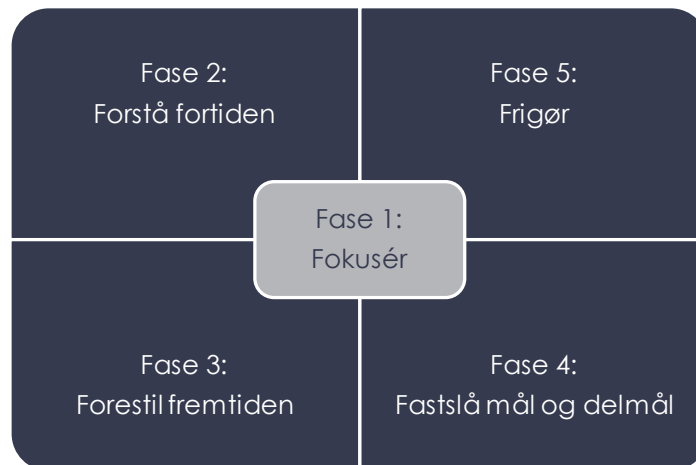 Fase 2:
Forstå fortiden
Fase 5:
Frigør
Fase 1:
Fokusér
Fase 3:
Forestil fremtiden
Fase 4:
Fastslå mål og delmål